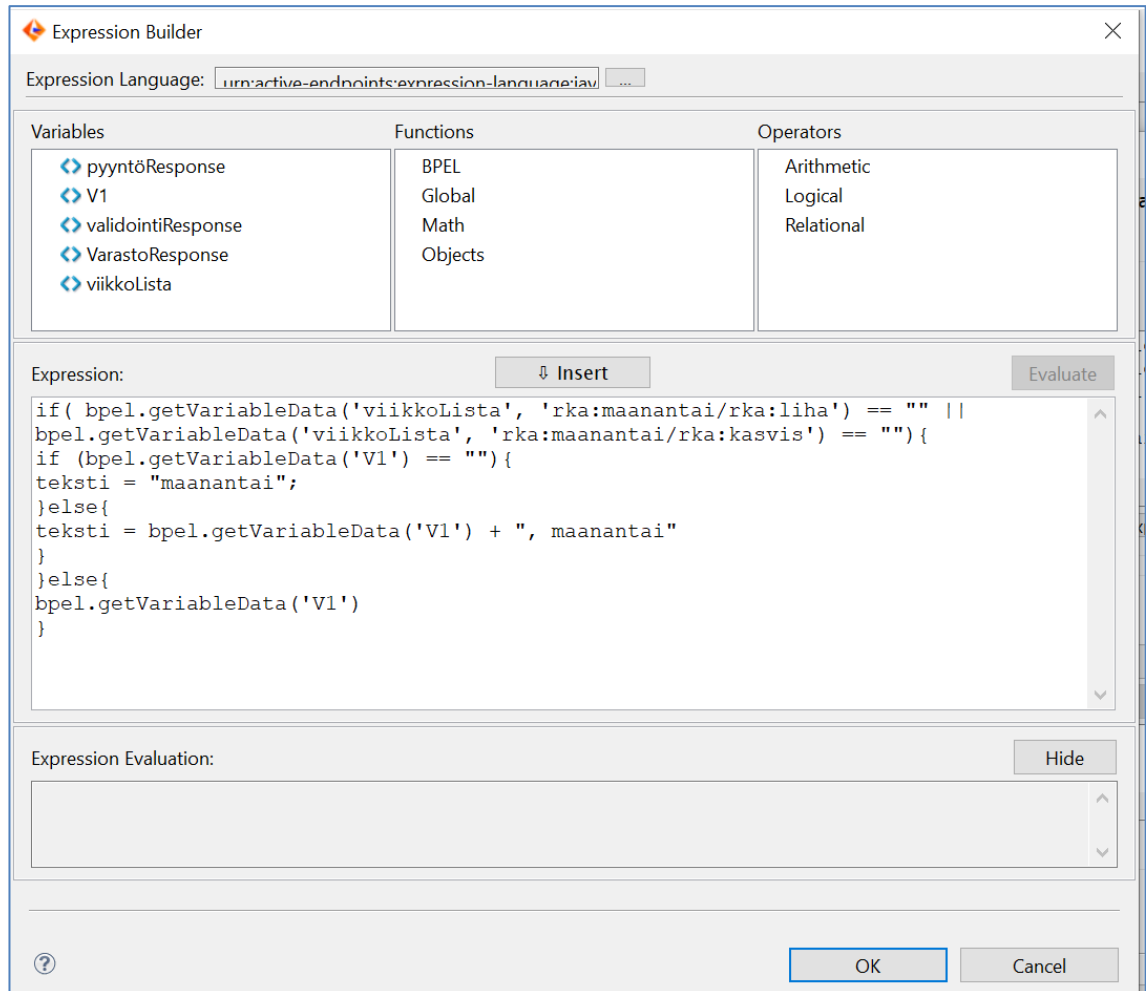 Expression Builder
Expression Language: urn:active-endpoints:expression-language:jav ...
Variables Functions Operators
pyyntöResponse BPEL Arithmetic
V1 Global Logical
validointiResponse Math Relational
VarastoResponse Objects
viikkoLista
Expression: ⇩ Insert Evaluate
if( bpel.getVariableData('viikkoLista', 'rka:maanantai/rka:liha') == "" ||
bpel.getVariableData('viikkoLista', 'rka:maanantai/rka:kasvis') == ""){
if (bpel.getVariableData('V1') == ""){
teksti = "maanantai";
}else{
teksti = bpel.getVariableData('V1') + ", maanantai"
}
}else{
bpel.getVariableData('V1')
}
Expression Evaluation: Hide
? OK Cancel